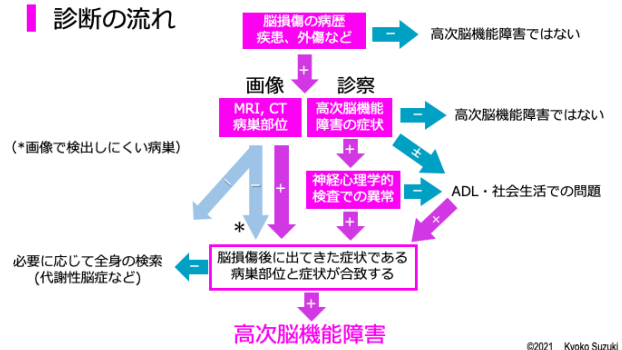 診断の流れ
脳損傷の病歴
疾患、外傷など
−
高次脳機能障害ではない
+
画像
診察
MRI, CT
病巣部位
高次脳機能
障害の症状
−
高次脳機能障害ではない
(*画像で検出しにくい病巣)
+
±
−
−
+
神経心理学的
検査での異常
−
ADL・社会生活での問題
+
+
*
必要に応じて全身の検索
(代謝性脳症など)
−
脳損傷後に出てきた症状である
病巣部位と症状が合致する
+
高次脳機能障害
©2021 Kyoko Suzuki